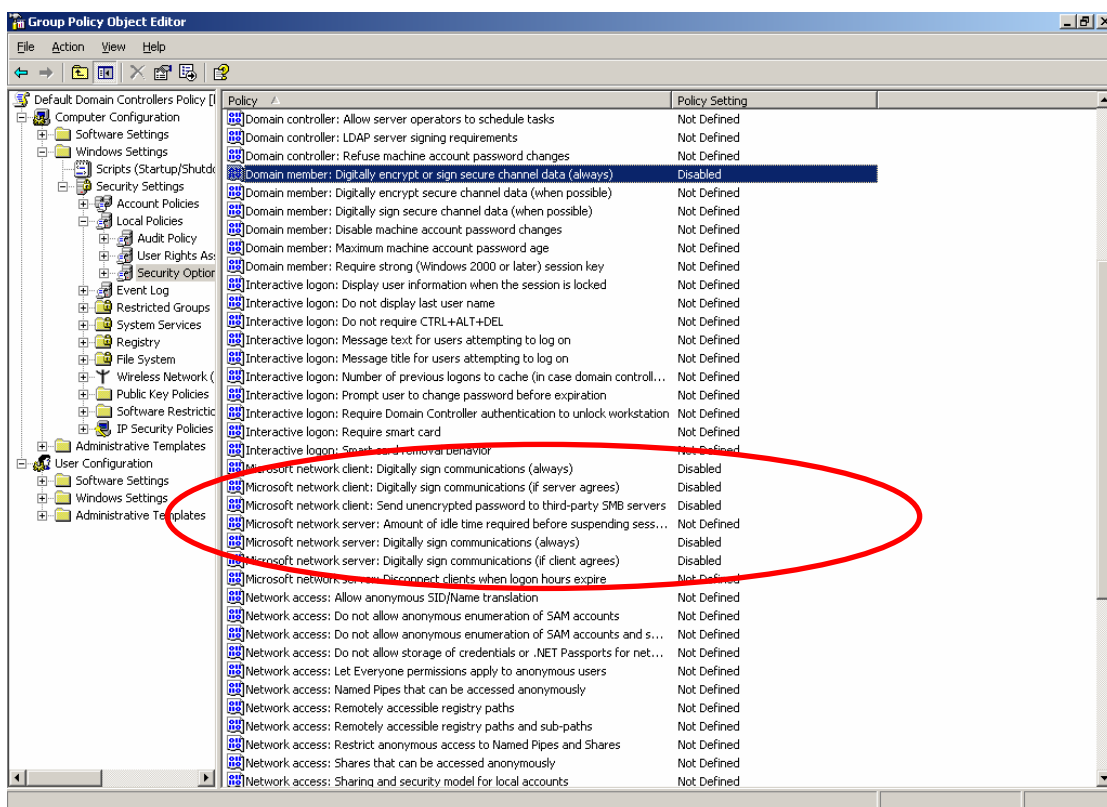 Group Policy Object Editor
File Action View Help
Default Domain Controllers Policy [
Computer Configuration
Software Settings
Windows Settings
Scripts (Startup/Shutdo
Security Settings
Account Policies
Local Policies
Audit Policy
User Rights As
Security Option
Event Log
Restricted Groups
System Services
Registry
File System
Wireless Network (
Public Key Policies
Software Restrictic
IP Security Policies
Administrative Templates
User Configuration
Software Settings
Windows Settings
Administrative Templates
Policy Policy Setting
Domain controller: Allow server operators to schedule tasks Not Defined
Domain controller: LDAP server signing requirements Not Defined
Domain controller: Refuse machine account password changes Not Defined
Domain member: Digitally encrypt or sign secure channel data (always) Disabled
Domain member: Digitally encrypt secure channel data (when possible) Not Defined
Domain member: Digitally sign secure channel data (when possible) Not Defined
Domain member: Disable machine account password changes Not Defined
Domain member: Maximum machine account password age Not Defined
Domain member: Require strong (Windows 2000 or later) session key Not Defined
Interactive logon: Display user information when the session is locked Not Defined
Interactive logon: Do not display last user name Not Defined
Interactive logon: Do not require CTRL+ALT+DEL Not Defined
Interactive logon: Message text for users attempting to log on Not Defined
Interactive logon: Message title for users attempting to log on Not Defined
Interactive logon: Number of previous logons to cache (in case domain controll... Not Defined
Interactive logon: Prompt user to change password before expiration Not Defined
Interactive logon: Require Domain Controller authentication to unlock workstation Not Defined
Interactive logon: Require smart card Not Defined
Interactive logon: Smart card removal behavior Not Defined
Microsoft network client: Digitally sign communications (always) Disabled
Microsoft network client: Digitally sign communications (if server agrees) Disabled
Microsoft network client: Send unencrypted password to third-party SMB servers Disabled
Microsoft network server: Amount of idle time required before suspending sess... Not Defined
Microsoft network server: Digitally sign communications (always) Disabled
Microsoft network server: Digitally sign communications (if client agrees) Disabled
Microsoft network server: Disconnect clients when logon hours expire Not Defined
Network access: Allow anonymous SID/Name translation Not Defined
Network access: Do not allow anonymous enumeration of SAM accounts Not Defined
Network access: Do not allow anonymous enumeration of SAM accounts and s... Not Defined
Network access: Do not allow storage of credentials or .NET Passports for net... Not Defined
Network access: Let Everyone permissions apply to anonymous users Not Defined
Network access: Named Pipes that can be accessed anonymously Not Defined
Network access: Remotely accessible registry paths Not Defined
Network access: Remotely accessible registry paths and sub-paths Not Defined
Network access: Restrict anonymous access to Named Pipes and Shares Not Defined
Network access: Shares that can be accessed anonymously Not Defined
Network access: Sharing and security model for local accounts Not Defined